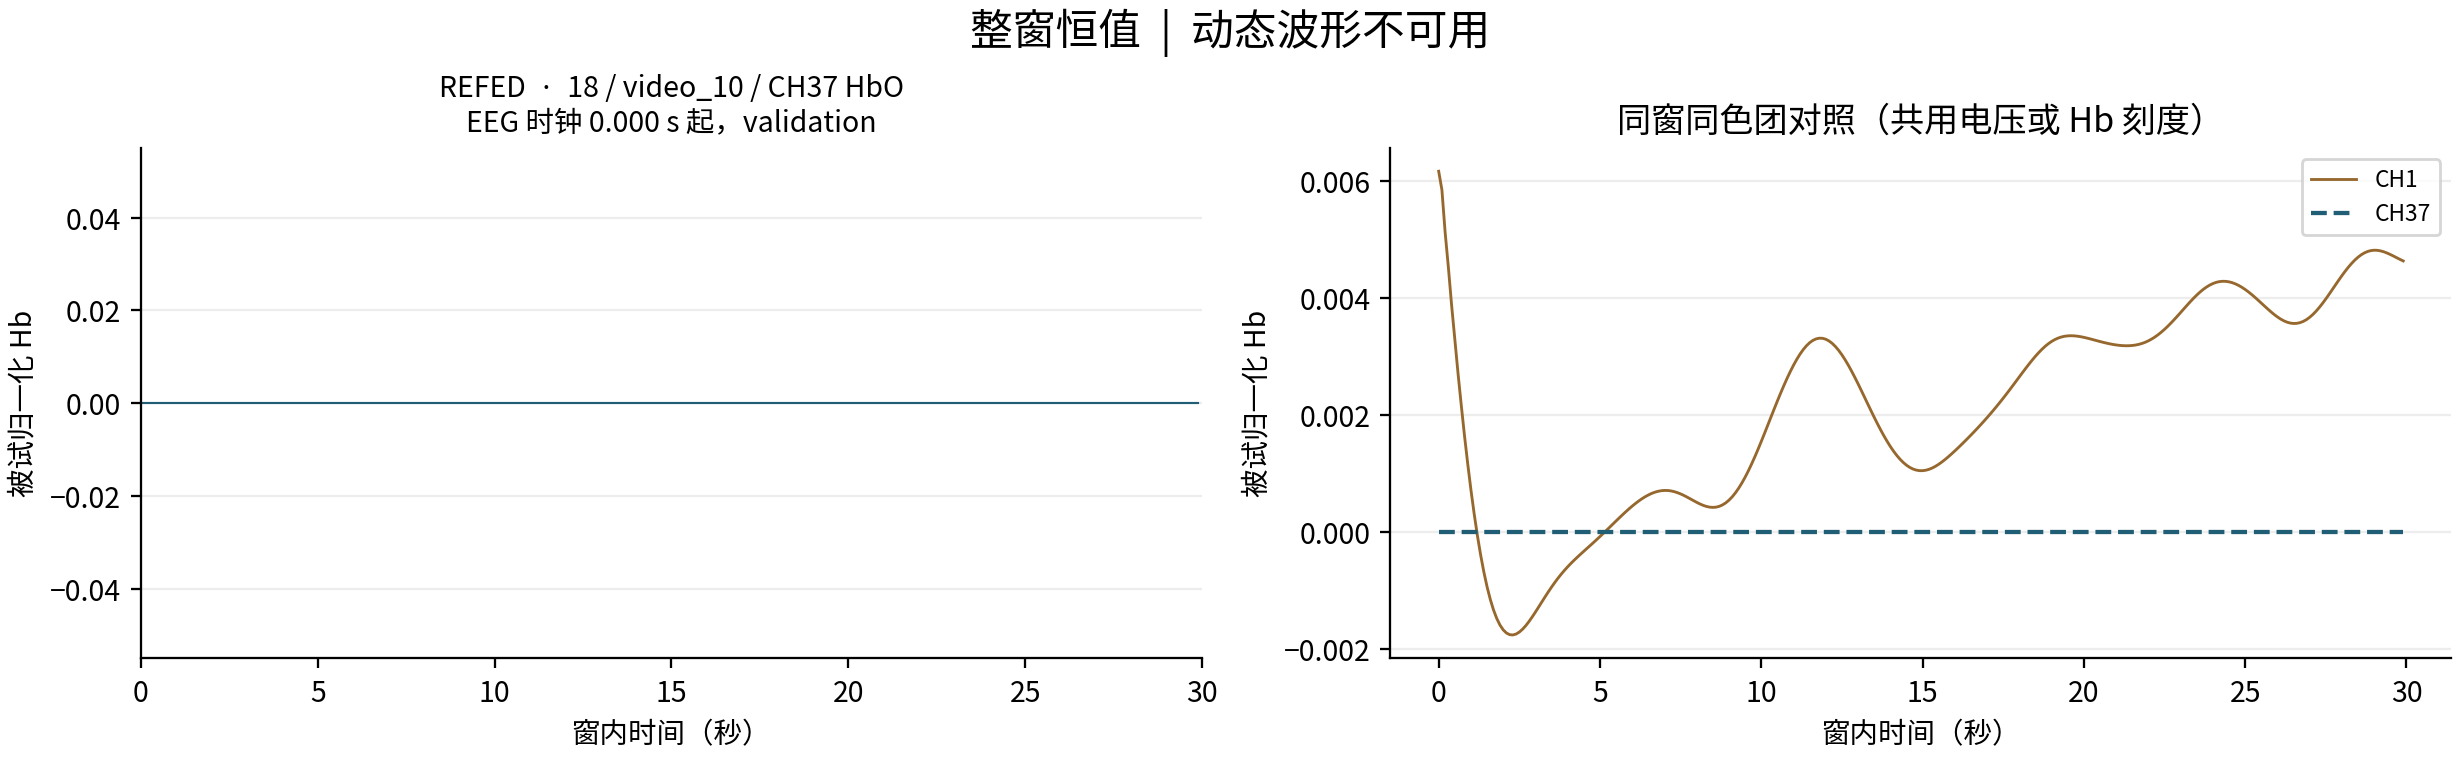 整窗恒值 | 动态波形不可用
REFED · 18 / video_10 / CH37 HbO
EEG 时钟 0.000 s 起，validation
被试归一化 Hb
0.04
0.02
0.00
−0.02
−0.04
0 5 10 15 20 25 30
窗内时间（秒）
同窗同色团对照（共用电压或 Hb 刻度）
被试归一化 Hb
0.006
0.004
0.002
0.000
−0.002
CH1
CH37
0 5 10 15 20 25 30
窗内时间（秒）